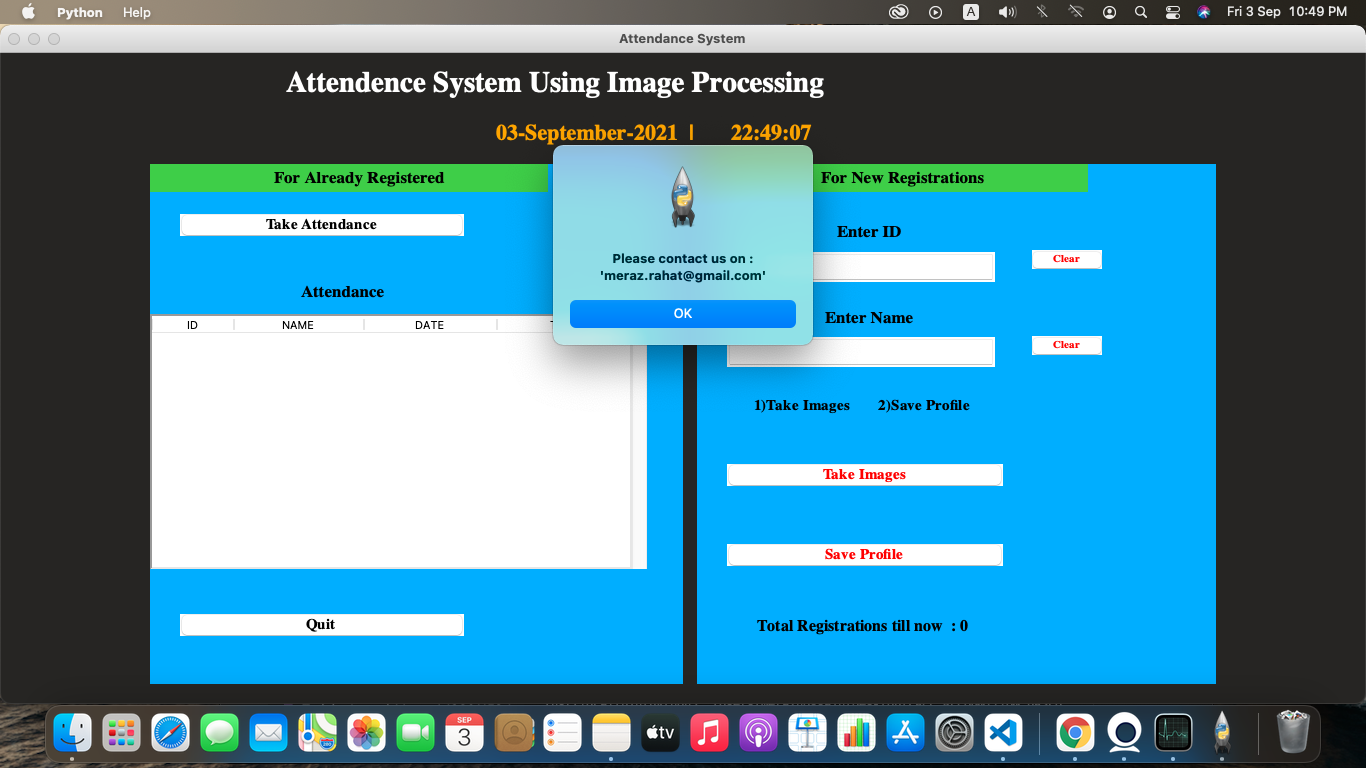 Python Help
A
Fri 3 Sep 10:49 PM
Attendance System
Attendence System Using Image Processing
03-September-2021 | 22:49:07
For Already Registered
For New Registrations
Take Attendance
Attendance
ID NAME DATE
Please contact us on :
'meraz.rahat@gmail.com'
OK
Enter ID
Clear
Enter Name
Clear
1)Take Images 2)Save Profile
Take Images
Save Profile
Quit
Total Registrations till now : 0
SEP
3
tv